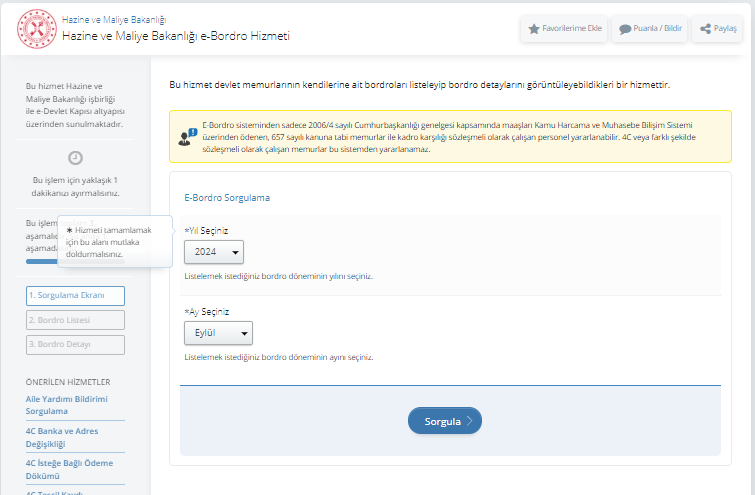 Hazine ve Maliye Bakanlığı
Hazine ve Maliye Bakanlığı e-Bordro Hizmeti
Favorilerime Ekle
Puanla / Bildir
Paylaş
Bu hizmet Hazine ve
Maliye Bakanlığı işbirliği
ile e-Devlet Kapısı altyapısı
üzerinden sunulmaktadır.
Bu işlem için yaklaşık 1
dakikanızı ayırmalısınız.
Bu işlem
aşamalı
aşamada
* Hizmeti tamamlamak
için bu alanı mutlaka
doldurmalısınız.
1. Sorgulama Ekranı
2. Bordro Listesi
3. Bordro Detayı
ÖNERİLEN HİZMETLER
Aile Yardımı Bildirimi
Sorgulama
4C Banka ve Adres
Değişikliği
4C İsteğe Bağlı Ödeme
Dökümü
4C Tescil Kaydı
Bu hizmet devlet memurlarının kendilerine ait bordroları listeleyip bordro detaylarını görüntüleyebildikleri bir hizmettir.
E-Bordro sisteminden sadece 2006/4 sayılı Cumhurbaşkanlığı genelgesi kapsamında maaşları Kamu Harcama ve Muhasebe Bilişim Sistemi
üzerinden ödenen, 657 sayılı kanuna tabi memurlar ile kadro karşılığı sözleşmeli olarak çalışan personel yararlanabilir. 4C veya farklı şekilde
sözleşmeli olarak çalışan memurlar bu sistemden yararlanamaz.
E-Bordro Sorgulama
*Yıl Seçiniz
2024
Listelemek istediğiniz bordro döneminin yılını seçiniz.
*Ay Seçiniz
Eylül
Listelemek istediğiniz bordro döneminin ayını seçiniz.
Sorgula